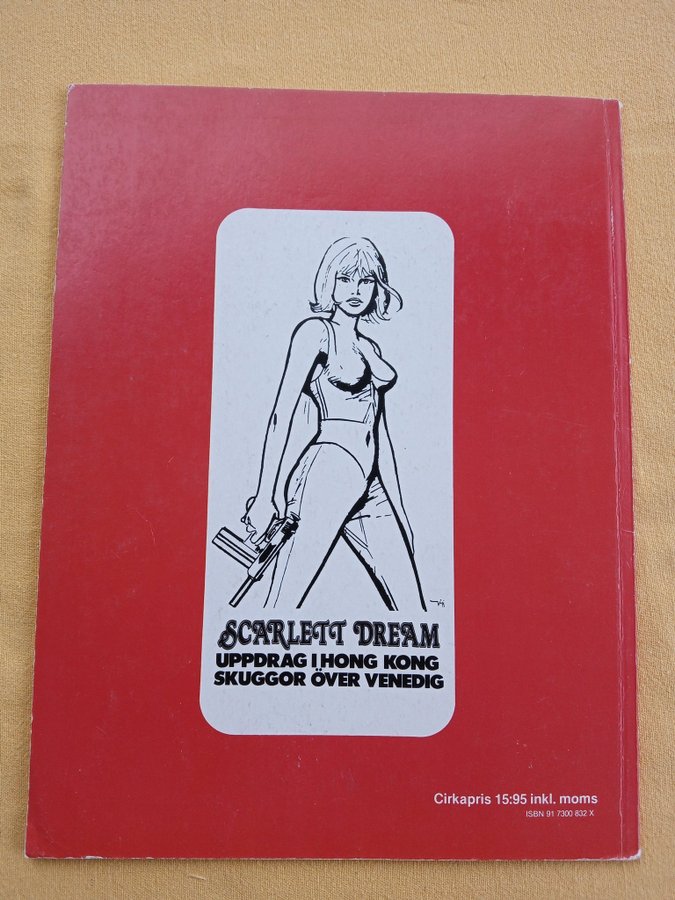 SCARLETT DREAM
UPPDRAG I HONG KONG
SKUGGOR ÖVER VENEDIG
Cirkapris 15:95 inkl. moms
ISBN 91 7300 832 X